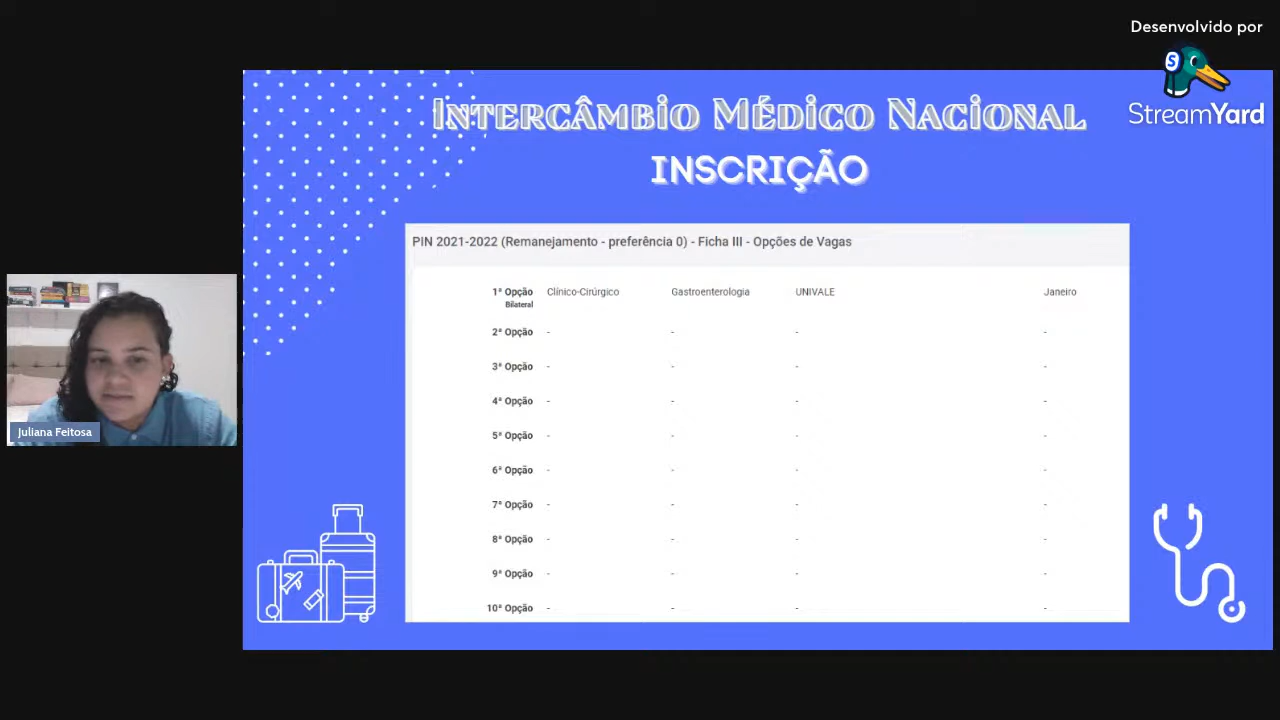 Desenvolvido por
StreamYard
INTERCÂMBIO MÉDICO NACIONAL
INSCRIÇÃO
PIN 2021-2022 (Remanejamento - preferência 0) - Ficha III - Opções de Vagas
1ª Opção Clínico-Cirúrgico Gastroenterologia UNIVALE Janeiro
Bilateral
2ª Opção - - - -
3ª Opção - - - -
4ª Opção - - - -
5ª Opção - - - -
6ª Opção - - - -
7ª Opção - - - -
8ª Opção - - - -
9ª Opção - - - -
10ª Opção - - - -
Juliana Feitosa